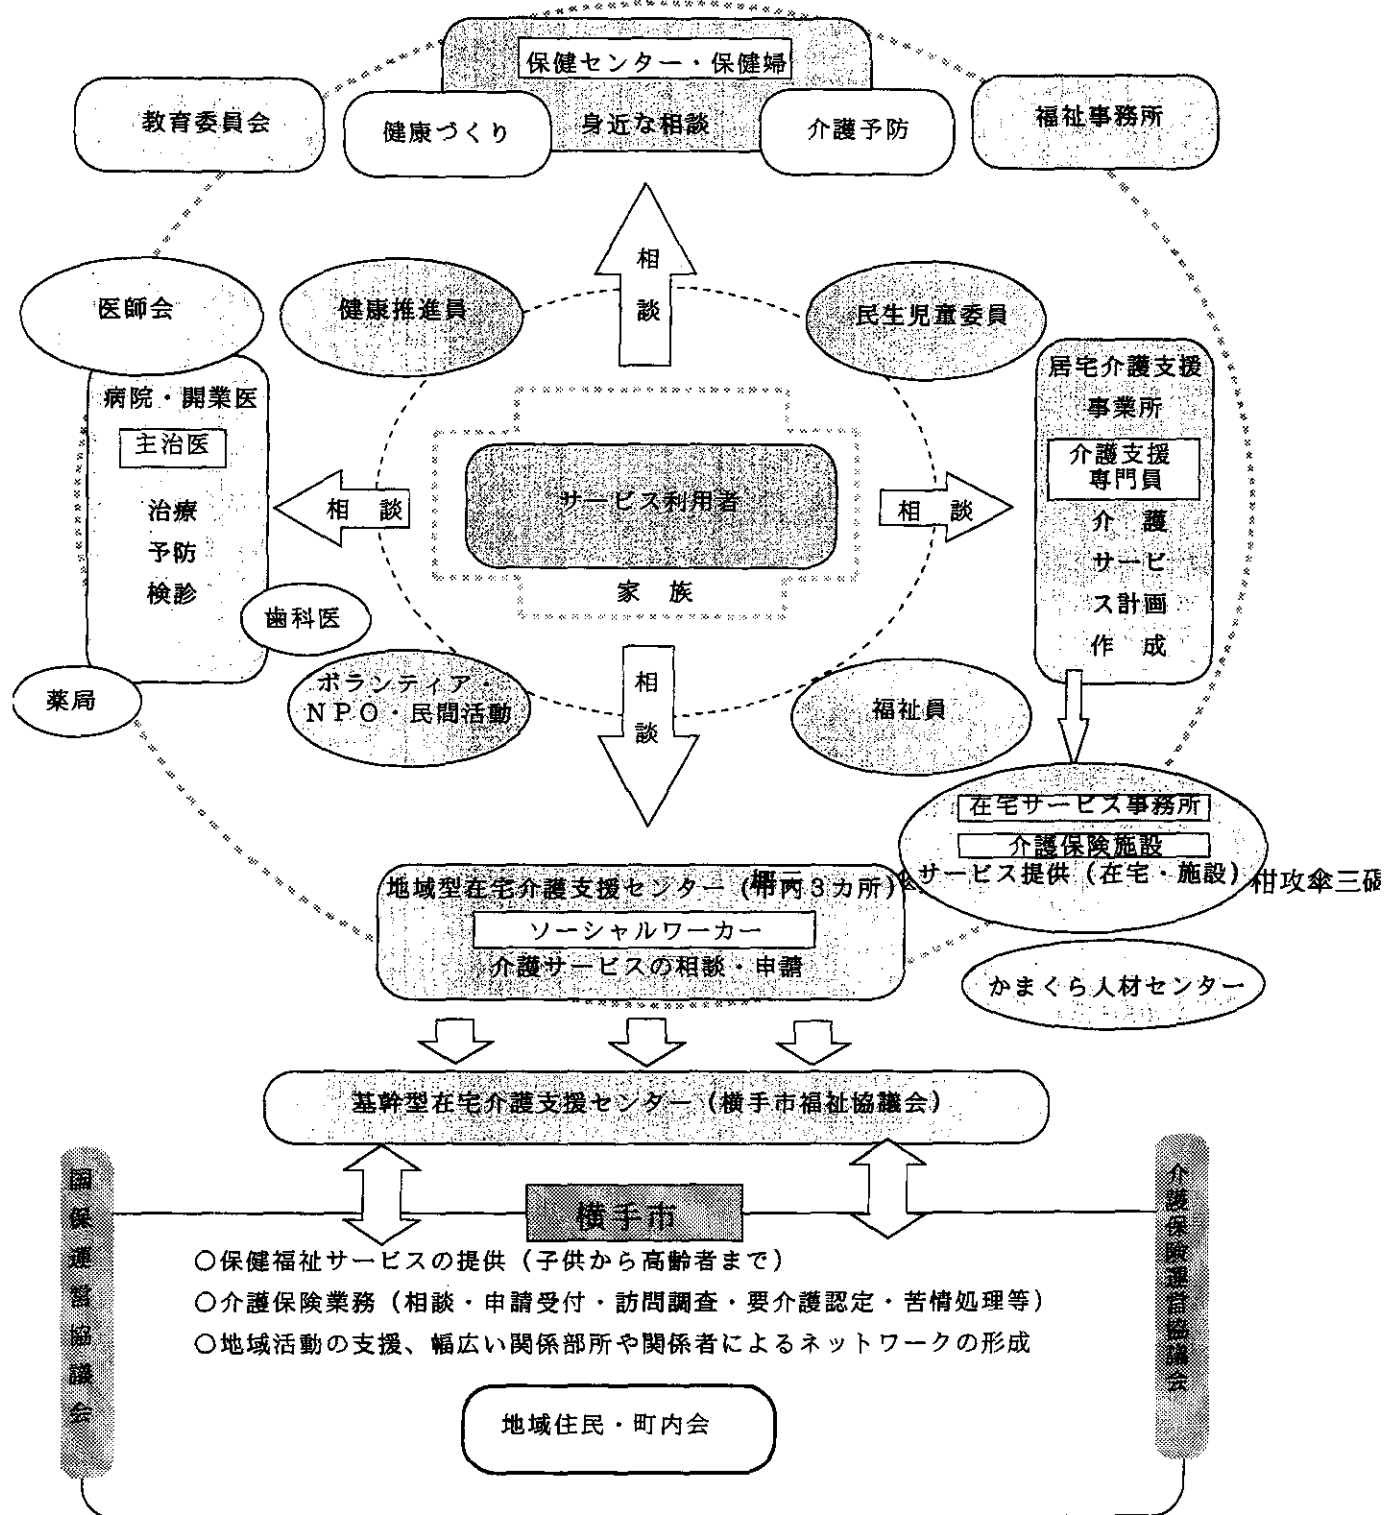 保健センター・保健婦
教育委員会
健康づくり
身近な相談
介護予防
福祉事務所
相談
医師会
健康推進員
民生児童委員
病院・開業医
主治医
治療
予防
検診
歯科医
薬局
相 談
サービス利用者
家 族
相 談
居宅介護支援
事業所
介護支援
専門員
介 護
サービ
ス計画
作 成
ボランティア・
NPO・民間活動
相談
福祉員
在宅サービス事務所
介護保険施設
サービス提供（在宅・施設）
地域型在宅介護支援センター（市内3カ所）
ソーシャルワーカー
介護サービスの相談・申請
かまくら人材センター
基幹型在宅介護支援センター（横手市福祉協議会）
国保運営協議会
横手市
介護保険運営協議会
○保健福祉サービスの提供（子供から高齢者まで）
○介護保険業務（相談・申請受付・訪問調査・要介護認定・苦情処理等）
○地域活動の支援、幅広い関係部所や関係者によるネットワークの形成
地域住民・町内会